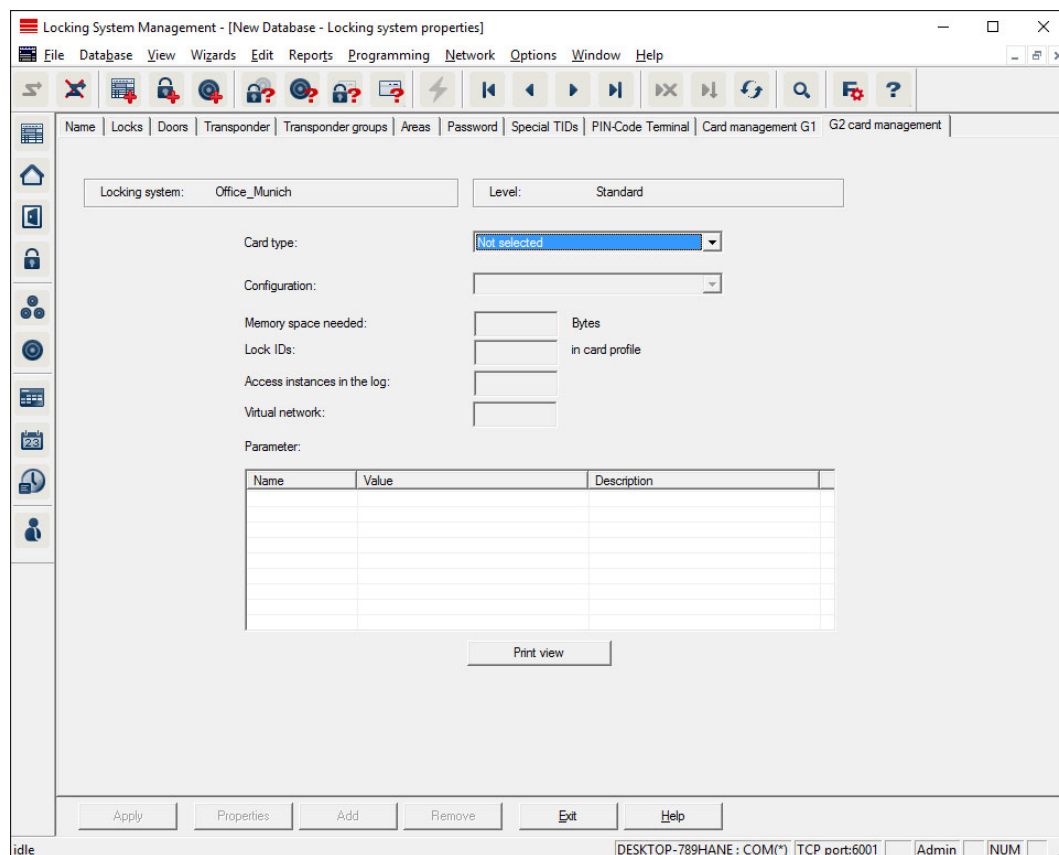 Locking System Management - [New Database - Locking system properties]
File Database View Wizards Edit Reports Programming Network Options Window Help
Name Locks Doors Transponder Transponder groups Areas Password Special TIDs PIN-Code Terminal Card management G1 G2 card management
Locking system: Office_Munich Level: Standard
Card type: Not selected
Configuration:
Memory space needed: Bytes
Lock IDs: in card profile
Access instances in the log:
Virtual network:
Parameter:
Name Value Description
Print view
Apply Properties Add Remove Exit Help
idle DESKTOP-789HANE : COM(*) TCP port:6001 Admin NUM